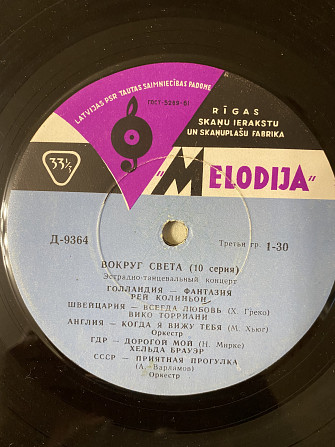 LATVIJAS PSR TAUTAS SAIMNIECĪBAS PADOME
ГОСТ-5289-61
RĪGAS
SKAŅU IERAKSTU
UN SKAŅUPLAŠU FABRIKA
33⅓
"MELODIJA"
Д-9364
Третья гр. 1-30
ВОКРУГ СВЕТА (10 серия)
Эстрадно-танцевальный концерт
ГОЛЛАНДИЯ — ФАНТАЗИЯ
РЕЙ КОЛИНЬОН
ШВЕЙЦАРИЯ — ВСЕГДА ЛЮБОВЬ (Х. Греко)
ВИКО ТОРРИАНИ
АНГЛИЯ — КОГДА Я ВИЖУ ТЕБЯ (М. Хьюг)
Оркестр
ГДР — ДОРОГОЙ МОЙ (Н. Мирке)
ХЕЛЬДА БРАУЭР
СССР — ПРИЯТНАЯ ПРОГУЛКА
(А. Варламов)
Оркестр